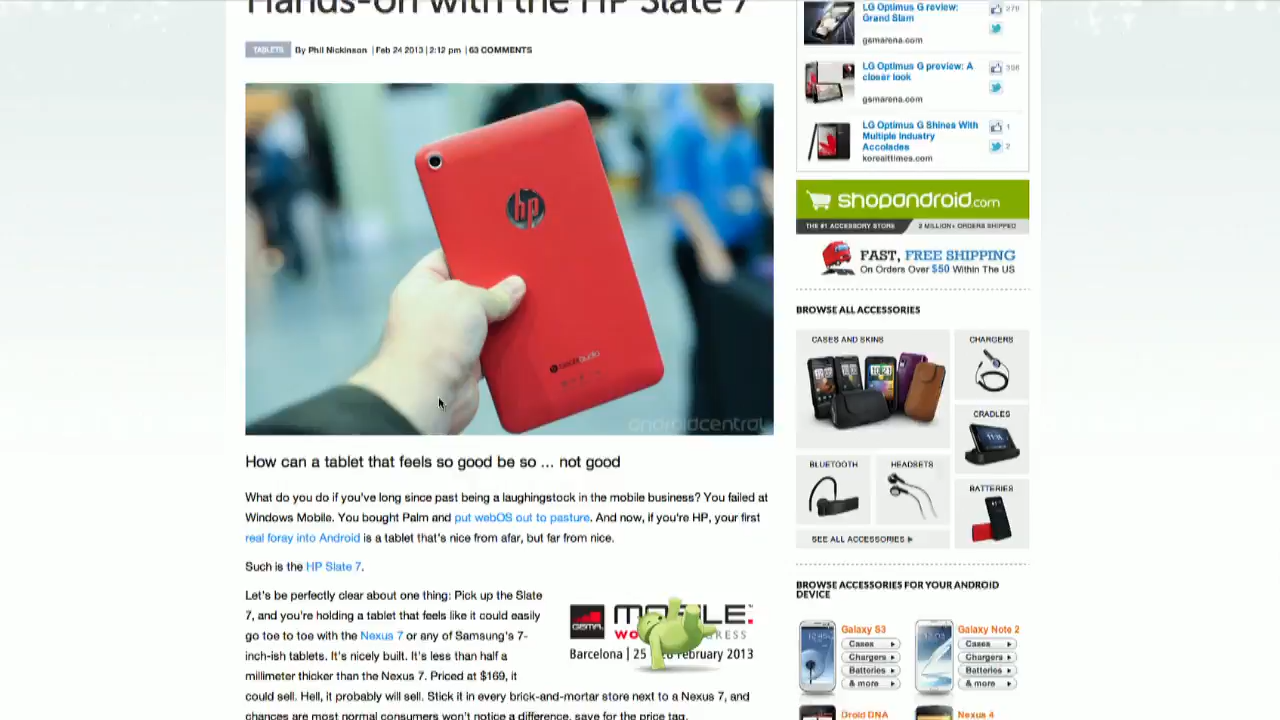 Hands-on with the HP Slate 7
TABLETS By Phil Nickinson | Feb 24 2013 | 2:12 pm | 63 COMMENTS
hp
beatsaudio
androidcentral
How can a tablet that feels so good be so ... not good
What do you do if you've long since past being a laughingstock in the mobile business? You failed at
Windows Mobile. You bought Palm and put webOS out to pasture. And now, if you're HP, your first
real foray into Android is a tablet that's nice from afar, but far from nice.
Such is the HP Slate 7.
Let's be perfectly clear about one thing: Pick up the Slate
7, and you're holding a tablet that feels like it could easily
go toe to toe with the Nexus 7 or any of Samsung's 7-
inch-ish tablets. It's nicely built. It's less than half a
millimeter thicker than the Nexus 7. Priced at $169, it
could sell. Hell, it probably will sell. Stick it in every brick-and-mortar store next to a Nexus 7, and
chances are most normal consumers won't notice a difference, save for the price tag.
GSMA
Barcelona | 25
February 2013
LG Optimus G review:
Grand Slam
279
gsmarena.com
LG Optimus G preview: A
closer look
gsmarena.com
LG Optimus G Shines With
Multiple Industry
Accolades
1
2
koreaittimes.com
shopandroid.com
THE #1 ACCESSORY STORE 2 MILLION+ ORDERS SHIPPED
FAST, FREE SHIPPING
On Orders Over $50 Within The US
BROWSE ALL ACCESSORIES
CASES AND SKINS
CHARGERS
CRADLES
BLUETOOTH
HEADSETS
BATTERIES
SEE ALL ACCESSORIES
BROWSE ACCESSORIES FOR YOUR ANDROID
DEVICE
Galaxy S3
Cases
Chargers
Batteries
& more
Galaxy Note 2
Cases
Chargers
Batteries
& more
Droid DNA
Nexus 4